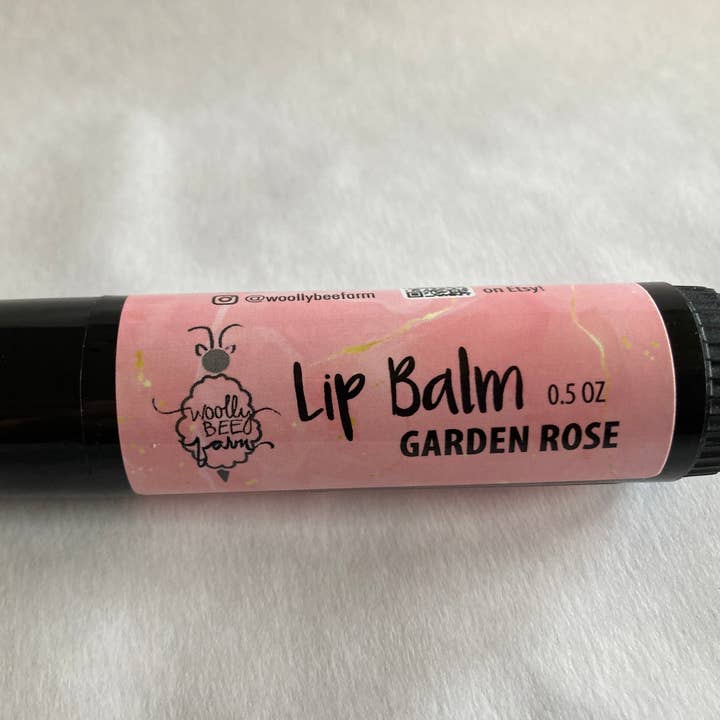 @woollybeefarm on Etsy!
Lip Balm 0.5 OZ
GARDEN ROSE
woolly
BEE
farm